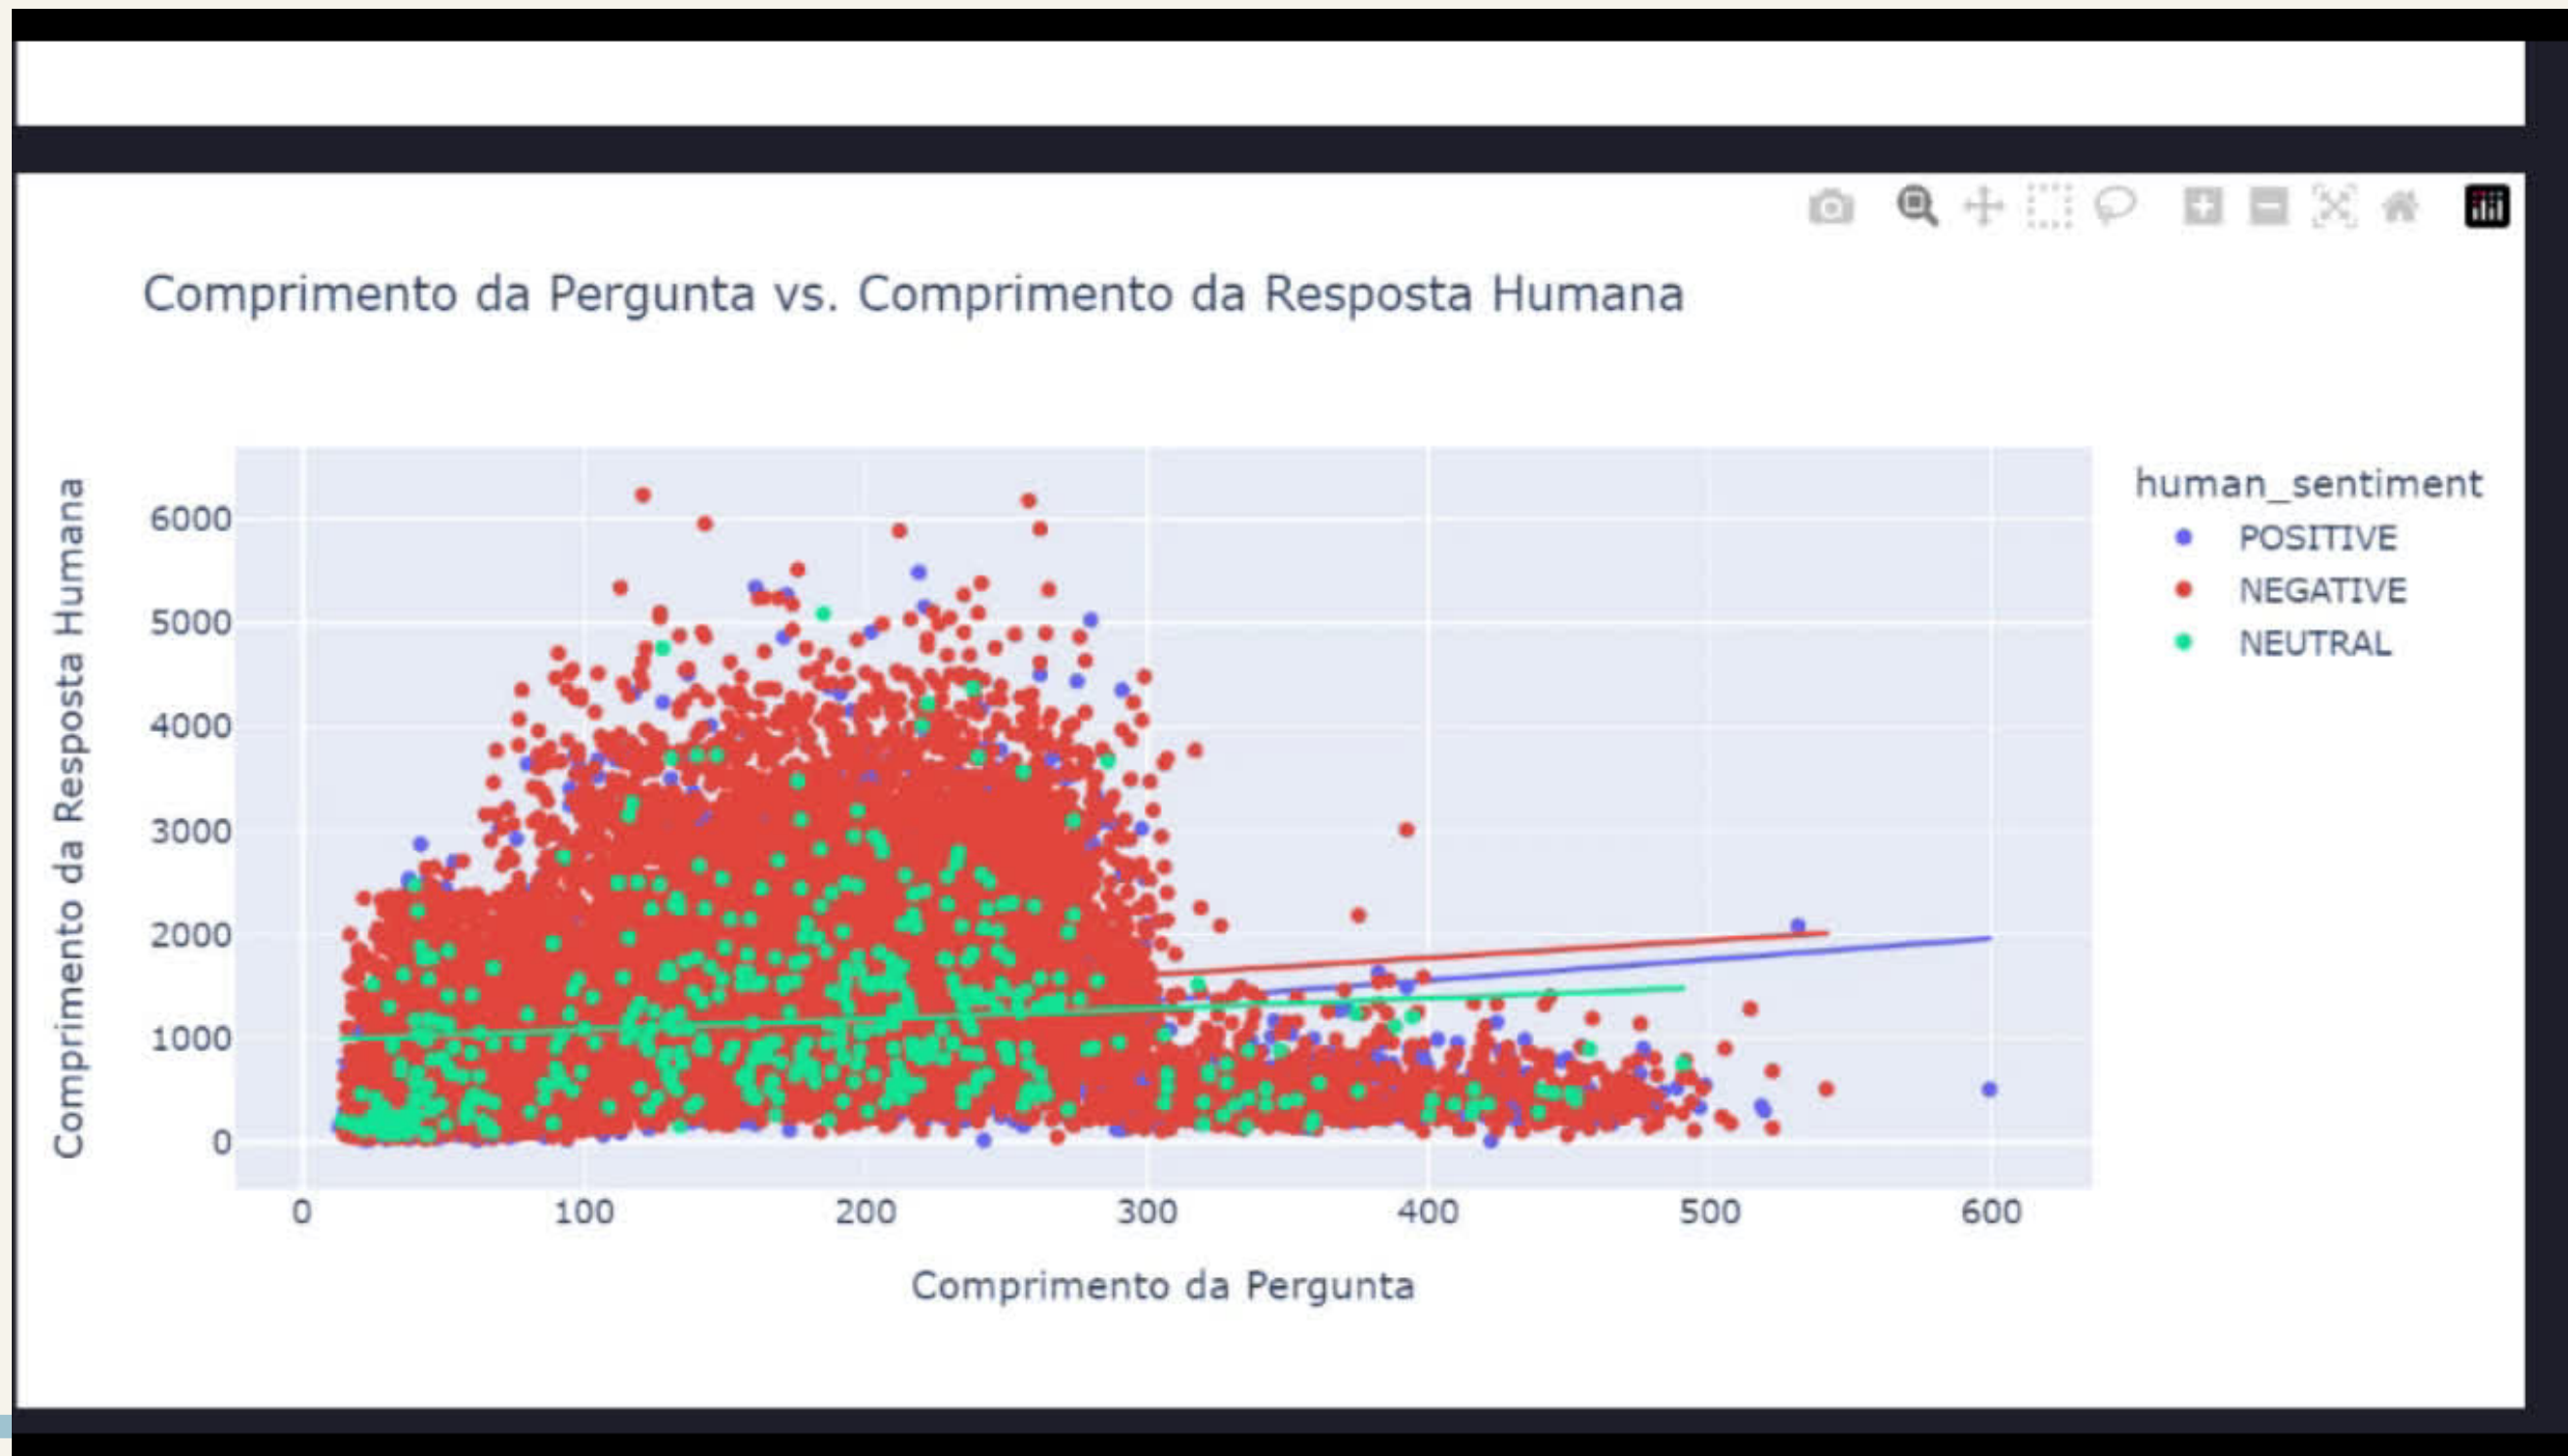 Comprimento da Pergunta vs. Comprimento da Resposta Humana
Comprimento da Resposta Humana
6000
5000
4000
3000
2000
1000
0
0 100 200 300 400 500 600
Comprimento da Pergunta
human_sentiment
POSITIVE
NEGATIVE
NEUTRAL